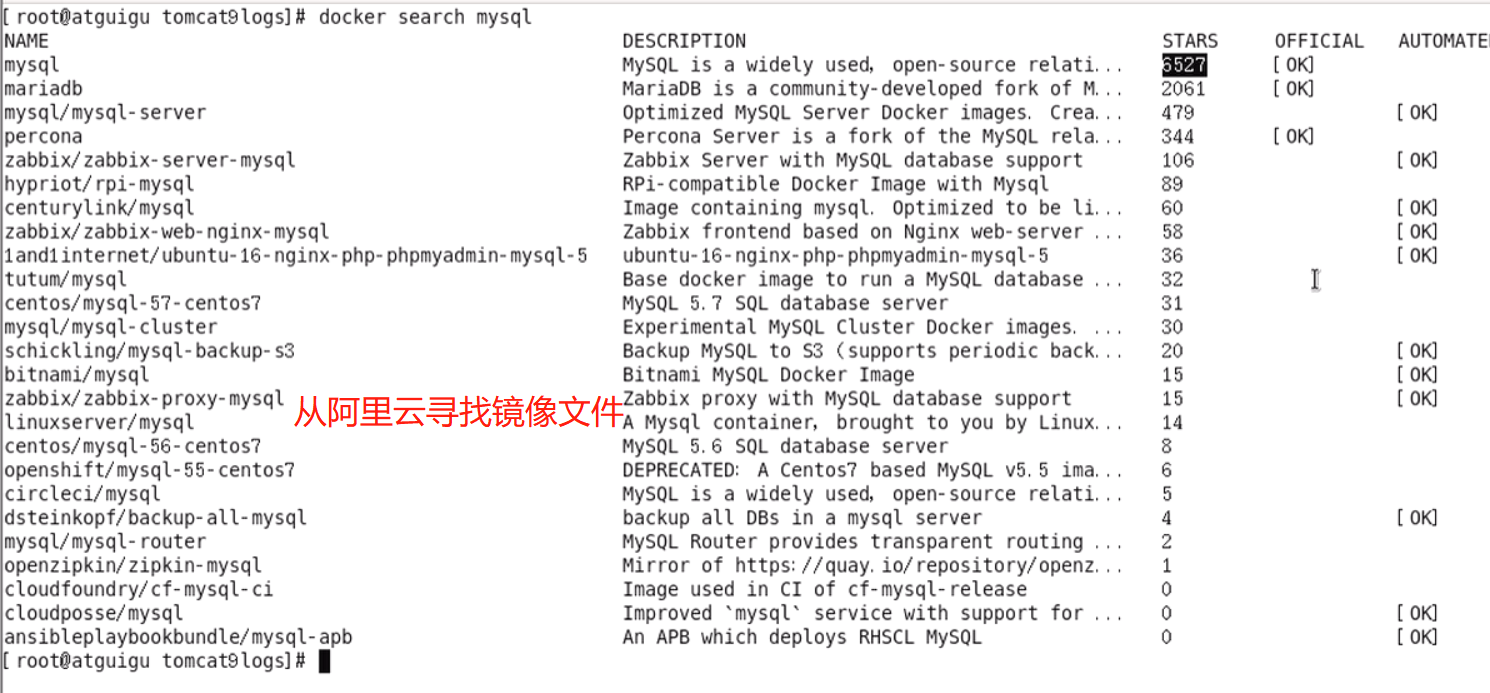 [root@atguigu tomcat9logs]# docker search mysql
NAME DESCRIPTION STARS OFFICIAL AUTOMATE
mysql MySQL is a widely used, open-source relati... 6527 [OK]
mariadb MariaDB is a community-developed fork of M... 2061 [OK]
mysql/mysql-server Optimized MySQL Server Docker images. Crea... 479 [OK]
percona Percona Server is a fork of the MySQL rela... 344 [OK]
zabbix/zabbix-server-mysql Zabbix Server with MySQL database support 106 [OK]
hypriot/rpi-mysql RPi-compatible Docker Image with Mysql 89
centurylink/mysql Image containing mysql. Optimized to be li... 60 [OK]
zabbix/zabbix-web-nginx-mysql Zabbix frontend based on Nginx web-server ... 58 [OK]
1and1internet/ubuntu-16-nginx-php-phpmyadmin-mysql-5 ubuntu-16-nginx-php-phpmyadmin-mysql-5 36 [OK]
tutum/mysql Base docker image to run a MySQL database ... 32
centos/mysql-57-centos7 MySQL 5.7 SQL database server 31
mysql/mysql-cluster Experimental MySQL Cluster Docker images. ... 30
schickling/mysql-backup-s3 Backup MySQL to S3 (supports periodic back... 20 [OK]
bitnami/mysql Bitnami MySQL Docker Image 15 [OK]
zabbix/zabbix-proxy-mysql Zabbix proxy with MySQL database support 15 [OK]
从阿里云寻找镜像文件
linuxserver/mysql A Mysql container, brought to you by Linux... 14
centos/mysql-56-centos7 MySQL 5.6 SQL database server 8
openshift/mysql-55-centos7 DEPRECATED: A Centos7 based MySQL v5.5 ima... 6
circleci/mysql MySQL is a widely used, open-source relati... 5
dsteinkopf/backup-all-mysql backup all DBs in a mysql server 4 [OK]
mysql/mysql-router MySQL Router provides transparent routing ... 2
openzipkin/zipkin-mysql Mirror of https://quay.io/repository/openz... 1
cloudfoundry/cf-mysql-ci Image used in CI of cf-mysql-release 0
cloudposse/mysql Improved `mysql` service with support for ... 0 [OK]
ansibleplaybookbundle/mysql-apb An APB which deploys RHSCL MySQL 0 [OK]
[root@atguigu tomcat9logs]#